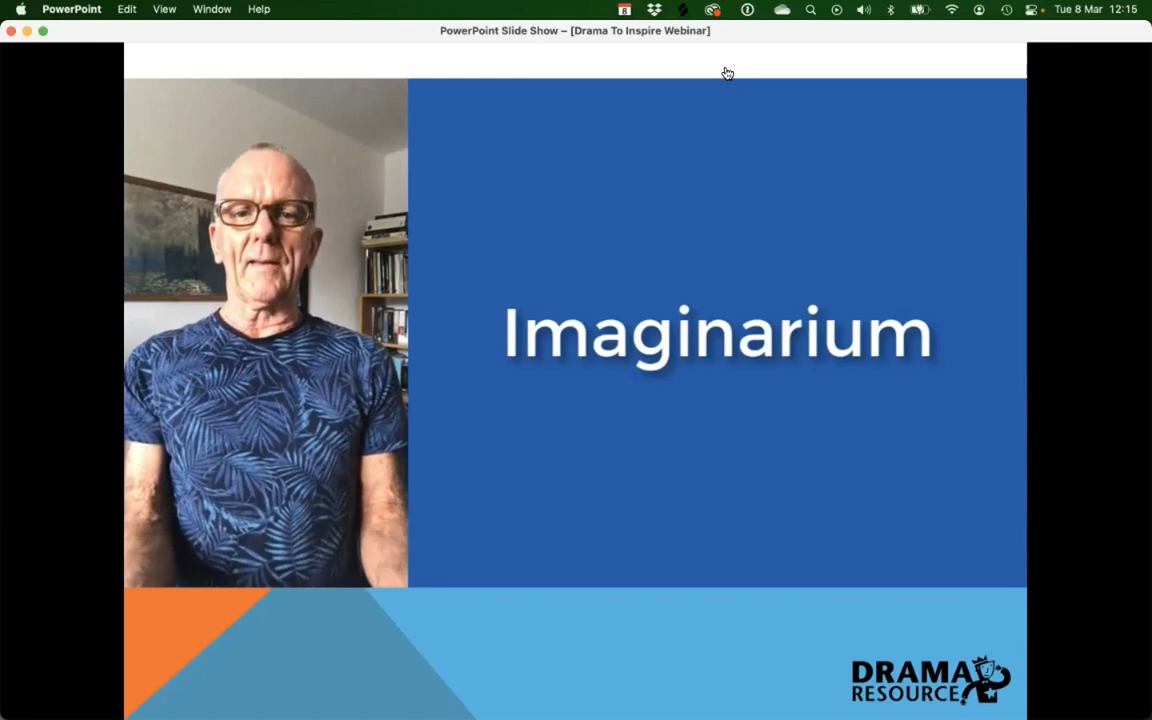 PowerPoint Edit View Window Help
8
Tue 8 Mar 12:15
PowerPoint Slide Show – [Drama To Inspire Webinar]
Imaginarium
DRAMA
RESOURCE